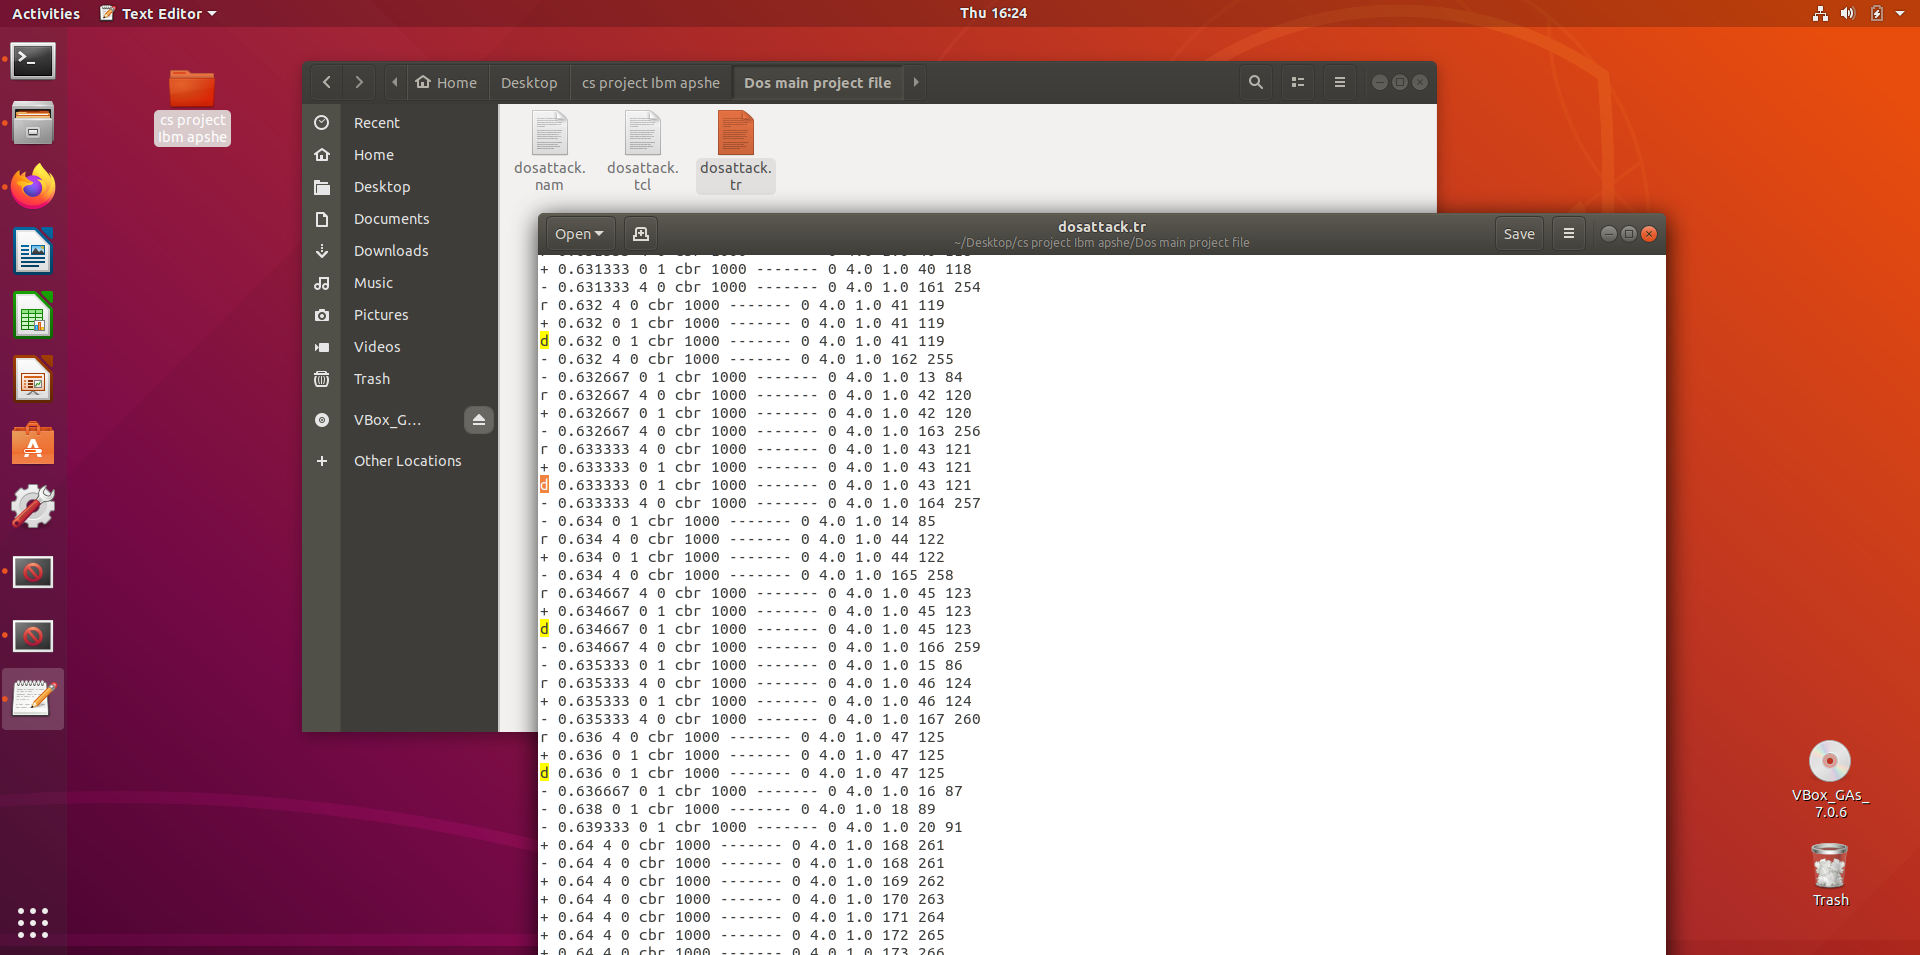 Activities Text Editor Thu 16:24
cs project
Ibm apshe
Home Desktop cs project Ibm apshe Dos main project file
Recent
Home
Desktop
Documents
Downloads
Music
Pictures
Videos
Trash
VBox_G...
Other Locations
dosattack.
nam
dosattack.
tcl
dosattack.
tr
Open dosattack.tr Save
~/Desktop/cs project Ibm apshe/Dos main project file
+ 0.631333 0 1 cbr 1000 ------- 0 4.0 1.0 40 118
- 0.631333 4 0 cbr 1000 ------- 0 4.0 1.0 161 254
r 0.632 4 0 cbr 1000 ------- 0 4.0 1.0 41 119
+ 0.632 0 1 cbr 1000 ------- 0 4.0 1.0 41 119
d 0.632 0 1 cbr 1000 ------- 0 4.0 1.0 41 119
- 0.632 4 0 cbr 1000 ------- 0 4.0 1.0 162 255
- 0.632667 0 1 cbr 1000 ------- 0 4.0 1.0 13 84
r 0.632667 4 0 cbr 1000 ------- 0 4.0 1.0 42 120
+ 0.632667 0 1 cbr 1000 ------- 0 4.0 1.0 42 120
- 0.632667 4 0 cbr 1000 ------- 0 4.0 1.0 163 256
r 0.633333 4 0 cbr 1000 ------- 0 4.0 1.0 43 121
+ 0.633333 0 1 cbr 1000 ------- 0 4.0 1.0 43 121
d 0.633333 0 1 cbr 1000 ------- 0 4.0 1.0 43 121
- 0.633333 4 0 cbr 1000 ------- 0 4.0 1.0 164 257
- 0.634 0 1 cbr 1000 ------- 0 4.0 1.0 14 85
r 0.634 4 0 cbr 1000 ------- 0 4.0 1.0 44 122
+ 0.634 0 1 cbr 1000 ------- 0 4.0 1.0 44 122
- 0.634 4 0 cbr 1000 ------- 0 4.0 1.0 165 258
r 0.634667 4 0 cbr 1000 ------- 0 4.0 1.0 45 123
+ 0.634667 0 1 cbr 1000 ------- 0 4.0 1.0 45 123
d 0.634667 0 1 cbr 1000 ------- 0 4.0 1.0 45 123
- 0.634667 4 0 cbr 1000 ------- 0 4.0 1.0 166 259
- 0.635333 0 1 cbr 1000 ------- 0 4.0 1.0 15 86
r 0.635333 4 0 cbr 1000 ------- 0 4.0 1.0 46 124
+ 0.635333 0 1 cbr 1000 ------- 0 4.0 1.0 46 124
- 0.635333 4 0 cbr 1000 ------- 0 4.0 1.0 167 260
r 0.636 4 0 cbr 1000 ------- 0 4.0 1.0 47 125
+ 0.636 0 1 cbr 1000 ------- 0 4.0 1.0 47 125
d 0.636 0 1 cbr 1000 ------- 0 4.0 1.0 47 125
- 0.636667 0 1 cbr 1000 ------- 0 4.0 1.0 16 87
- 0.638 0 1 cbr 1000 ------- 0 4.0 1.0 18 89
- 0.639333 0 1 cbr 1000 ------- 0 4.0 1.0 20 91
+ 0.64 4 0 cbr 1000 ------- 0 4.0 1.0 168 261
- 0.64 4 0 cbr 1000 ------- 0 4.0 1.0 168 261
+ 0.64 4 0 cbr 1000 ------- 0 4.0 1.0 169 262
+ 0.64 4 0 cbr 1000 ------- 0 4.0 1.0 170 263
+ 0.64 4 0 cbr 1000 ------- 0 4.0 1.0 171 264
+ 0.64 4 0 cbr 1000 ------- 0 4.0 1.0 172 265
+ 0.64 4 0 cbr 1000 ------- 0 4.0 1.0 173 266
VBox_GAs_
7.0.6
Trash